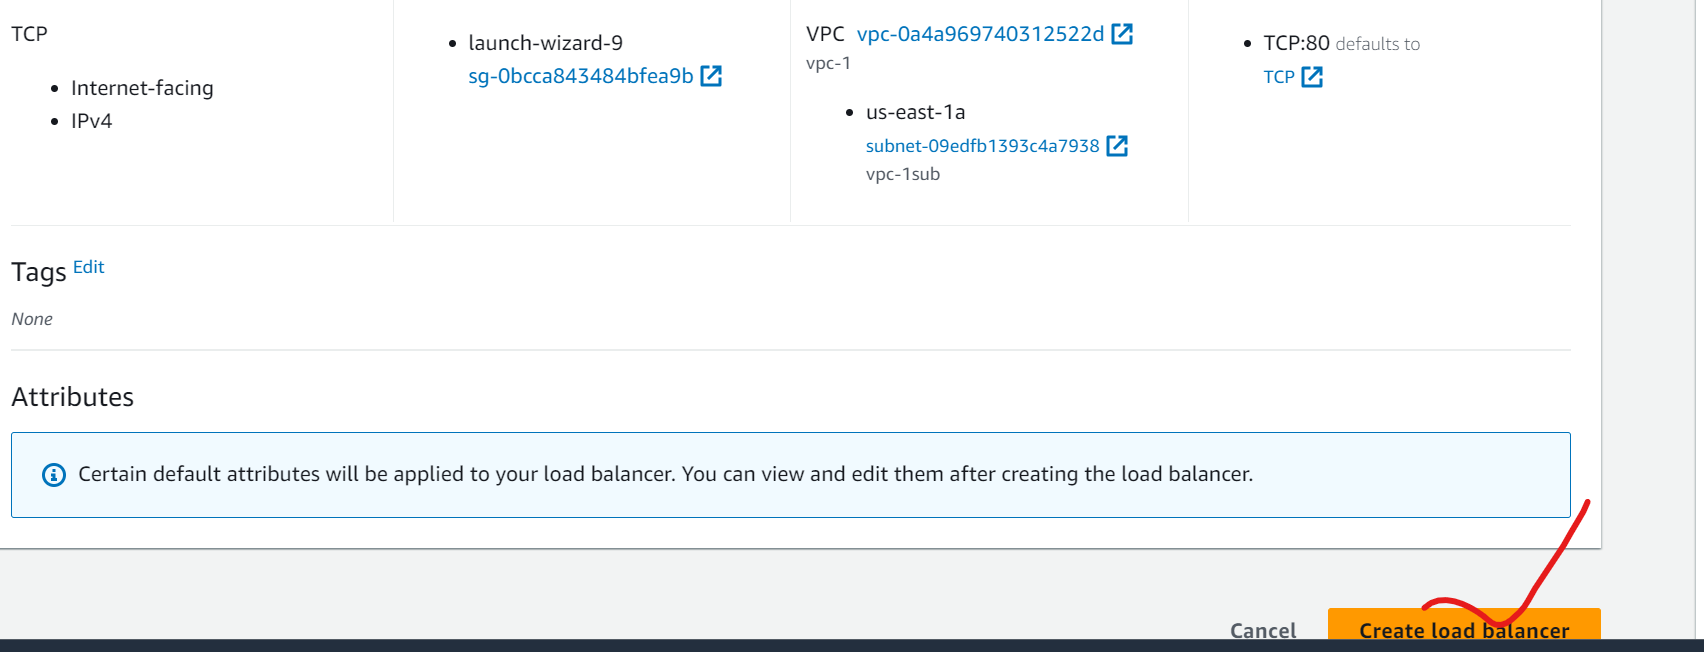 TCP
• Internet-facing
• IPv4
• launch-wizard-9
sg-0bcca843484bfea9b
VPC vpc-0a4a969740312522d
vpc-1
• us-east-1a
subnet-09edfb1393c4a7938
vpc-1sub
• TCP:80 defaults to
TCP
Tags Edit
None
Attributes
Certain default attributes will be applied to your load balancer. You can view and edit them after creating the load balancer.
Cancel
Create load balancer